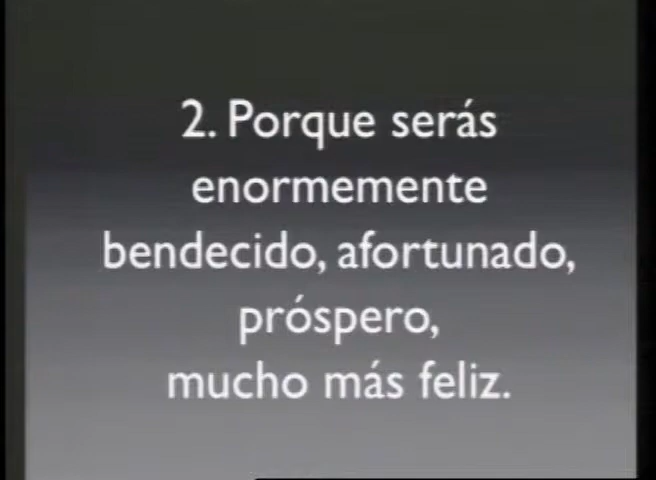 2. Porque serás
enormemente
bendecido, afortunado,
próspero,
mucho más feliz.